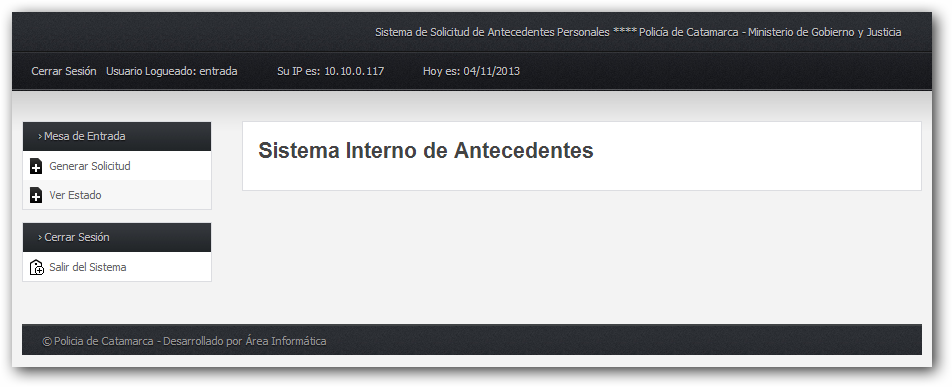 Sistema de Solicitud de Antecedentes Personales **** Policía de Catamarca - Ministerio de Gobierno y Justicia
Cerrar Sesión Usuario Logueado: entrada Su IP es: 10.10.0.117 Hoy es: 04/11/2013
› Mesa de Entrada
Generar Solicitud
Ver Estado
› Cerrar Sesión
Salir del Sistema
Sistema Interno de Antecedentes
© Policia de Catamarca - Desarrollado por Área Informática